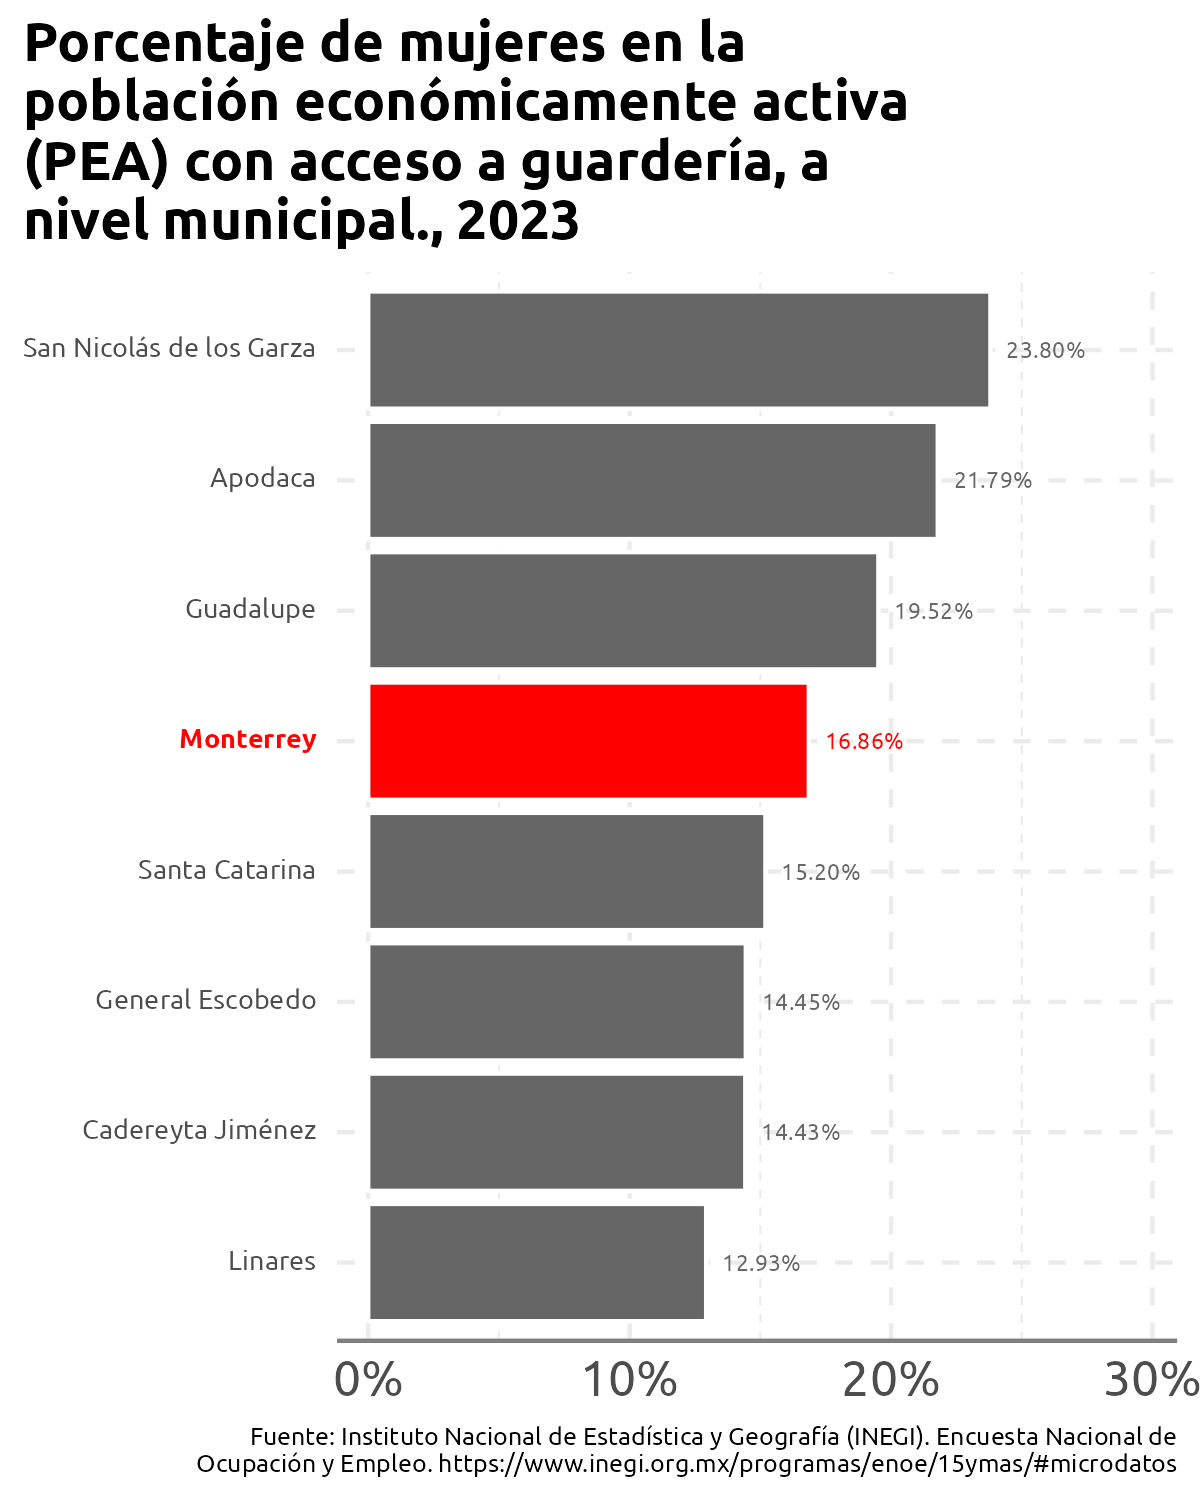 Porcentaje de mujeres en la
población económicamente activa
(PEA) con acceso a guardería, a
nivel municipal., 2023
San Nicolás de los Garza
23.80%
Apodaca
21.79%
Guadalupe
19.52%
Monterrey
16.86%
Santa Catarina
15.20%
General Escobedo
14.45%
Cadereyta Jiménez
14.43%
Linares
12.93%
0% 10% 20% 30%
Fuente: Instituto Nacional de Estadística y Geografía (INEGI). Encuesta Nacional de
Ocupación y Empleo. https://www.inegi.org.mx/programas/enoe/15ymas/#microdatos